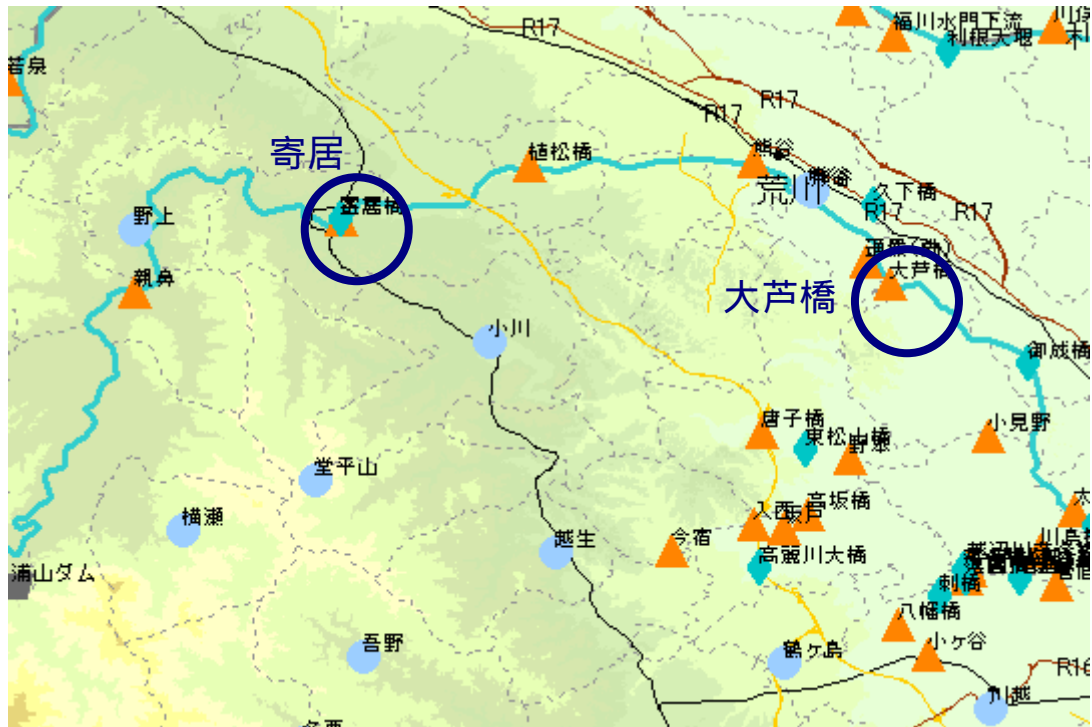 福川水門下流
R17
利根大堰
若泉
R17
R17
寄居
植松橋
熊谷
荒川
久下橋
野上
R17
R17
親鼻
大芦橋
大芦橋
小川
御成橋
唐子橋
東松山橋
野本
小見野
堂平山
高坂橋
横瀬
入西
坂戸
越生
今宿
高麗川大橋
浦山ダム
八幡橋
小ヶ谷
吾野
鶴ヶ島
R16
川越